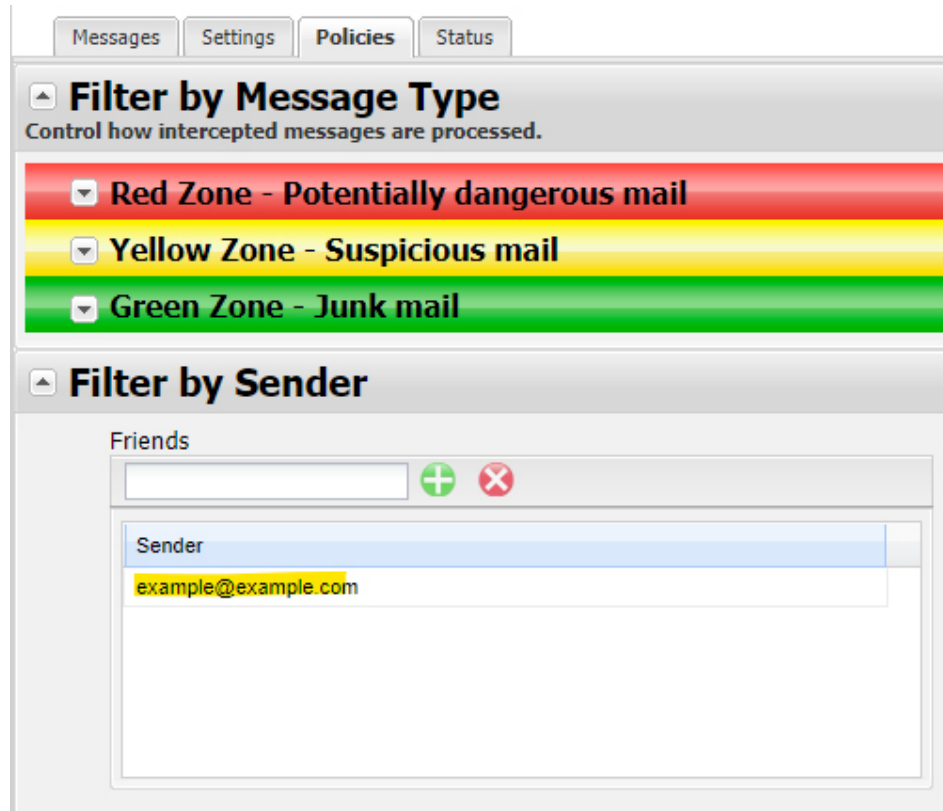 Messages Settings Policies Status
Filter by Message Type
Control how intercepted messages are processed.
Red Zone - Potentially dangerous mail
Yellow Zone - Suspicious mail
Green Zone - Junk mail
Filter by Sender
Friends
Sender
example@example.com